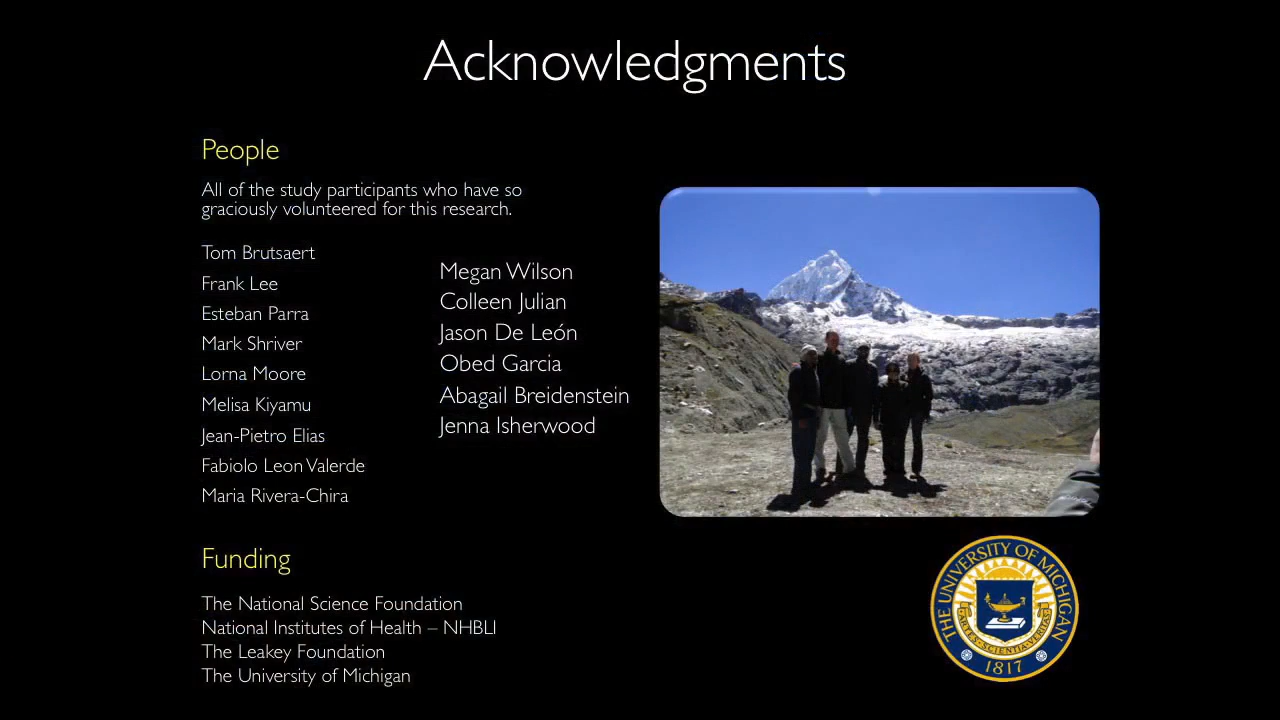 Acknowledgments
People
All of the study participants who have so
graciously volunteered for this research.
Tom Brutsaert
Frank Lee
Esteban Parra
Mark Shriver
Lorna Moore
Melisa Kiyamu
Jean-Pietro Elias
Fabiolo Leon Valerde
Maria Rivera-Chira
Megan Wilson
Colleen Julian
Jason De León
Obed Garcia
Abagail Breidenstein
Jenna Isherwood
Funding
The National Science Foundation
National Institutes of Health – NHBLI
The Leakey Foundation
The University of Michigan
THE UNIVERSITY OF MICHIGAN
ARTES · SCIENTIA · VERITAS
1817